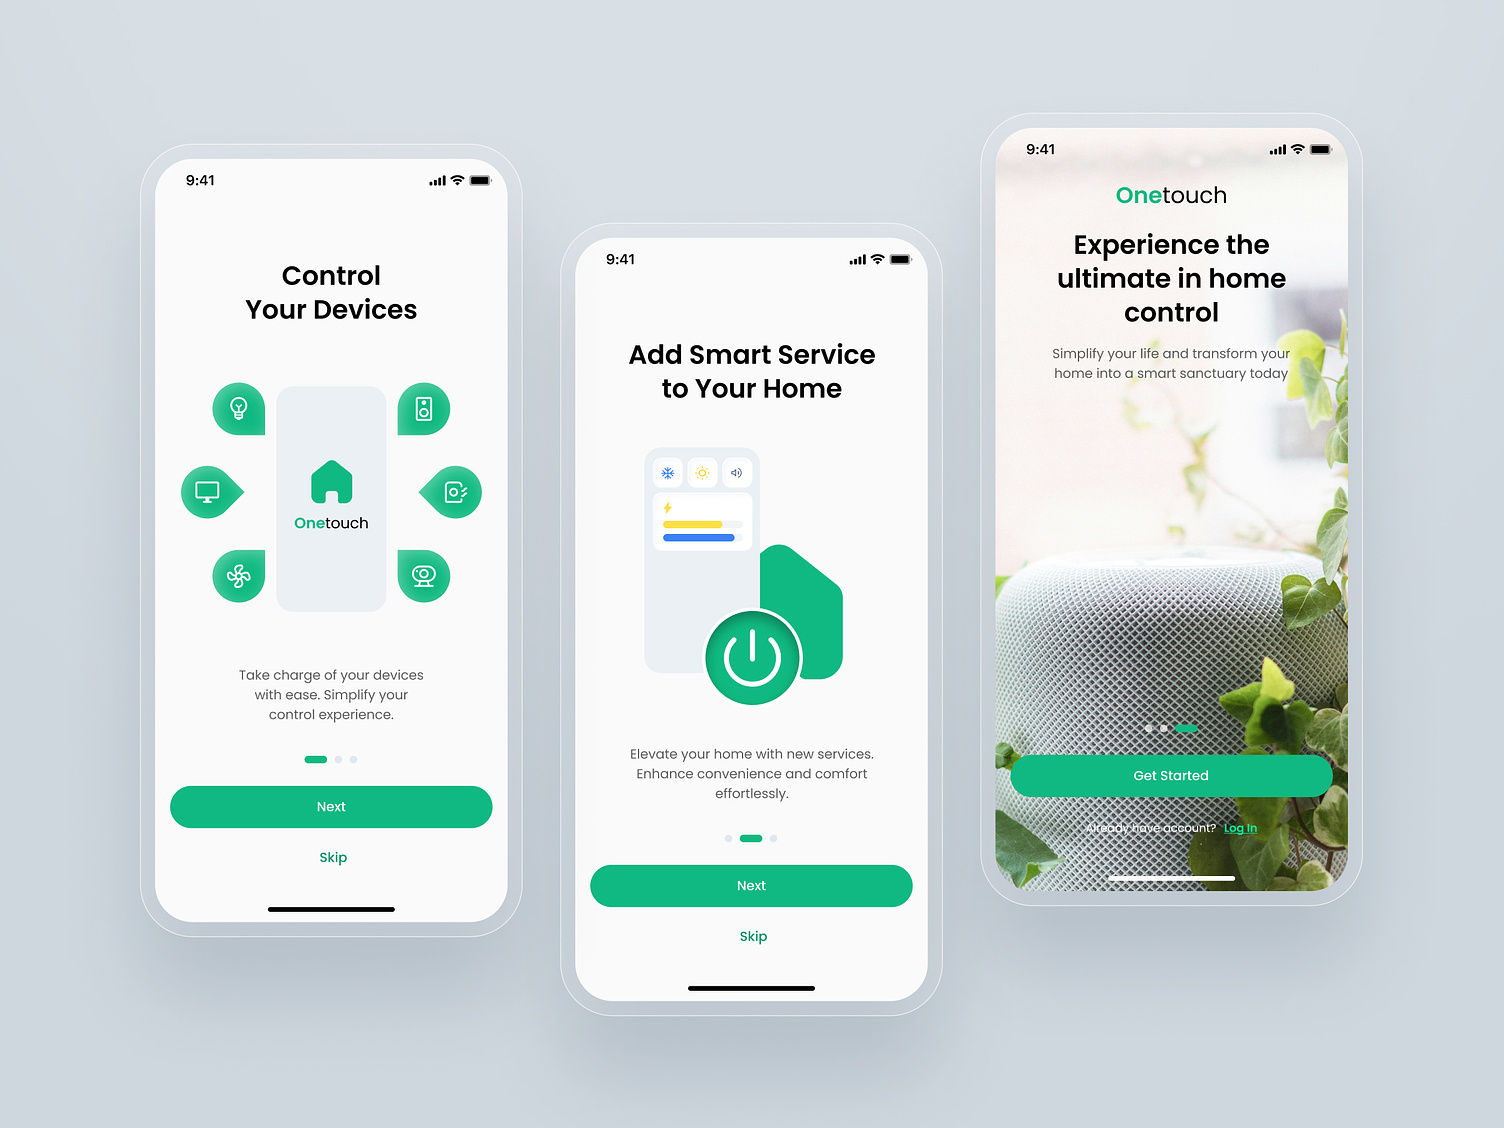 9:41
Control
Your Devices
Onetouch
Take charge of your devices
with ease. Simplify your
control experience.
Next
Skip
9:41
Add Smart Service
to Your Home
Elevate your home with new services.
Enhance convenience and comfort
effortlessly.
Next
Skip
9:41
Onetouch
Experience the
ultimate in home
control
Simplify your life and transform your
home into a smart sanctuary today
Get Started
Already have account? Log In